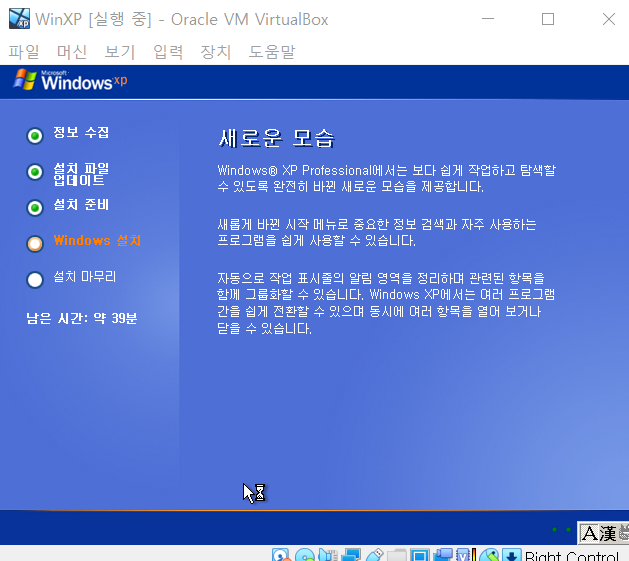 WinXP [실행 중] - Oracle VM VirtualBox
파일 머신 보기 입력 장치 도움말
Microsoft
Windows xp
정보 수집
설치 파일
업데이트
설치 준비
Windows 설치
설치 마무리
남은 시간: 약 39분
새로운 모습
Windows® XP Professional에서는 보다 쉽게 작업하고 탐색할
수 있도록 완전히 바뀐 새로운 모습을 제공합니다.
새롭게 바뀐 시작 메뉴로 중요한 정보 검색과 자주 사용하는
프로그램을 쉽게 사용할 수 있습니다.
자동으로 작업 표시줄의 알림 영역을 정리하며 관련된 항목을
함께 그룹화할 수 있습니다. Windows XP에서는 여러 프로그램
간을 쉽게 전환할 수 있으며 동시에 여러 항목을 열어 보거나
닫을 수 있습니다.
A漢
Right Control